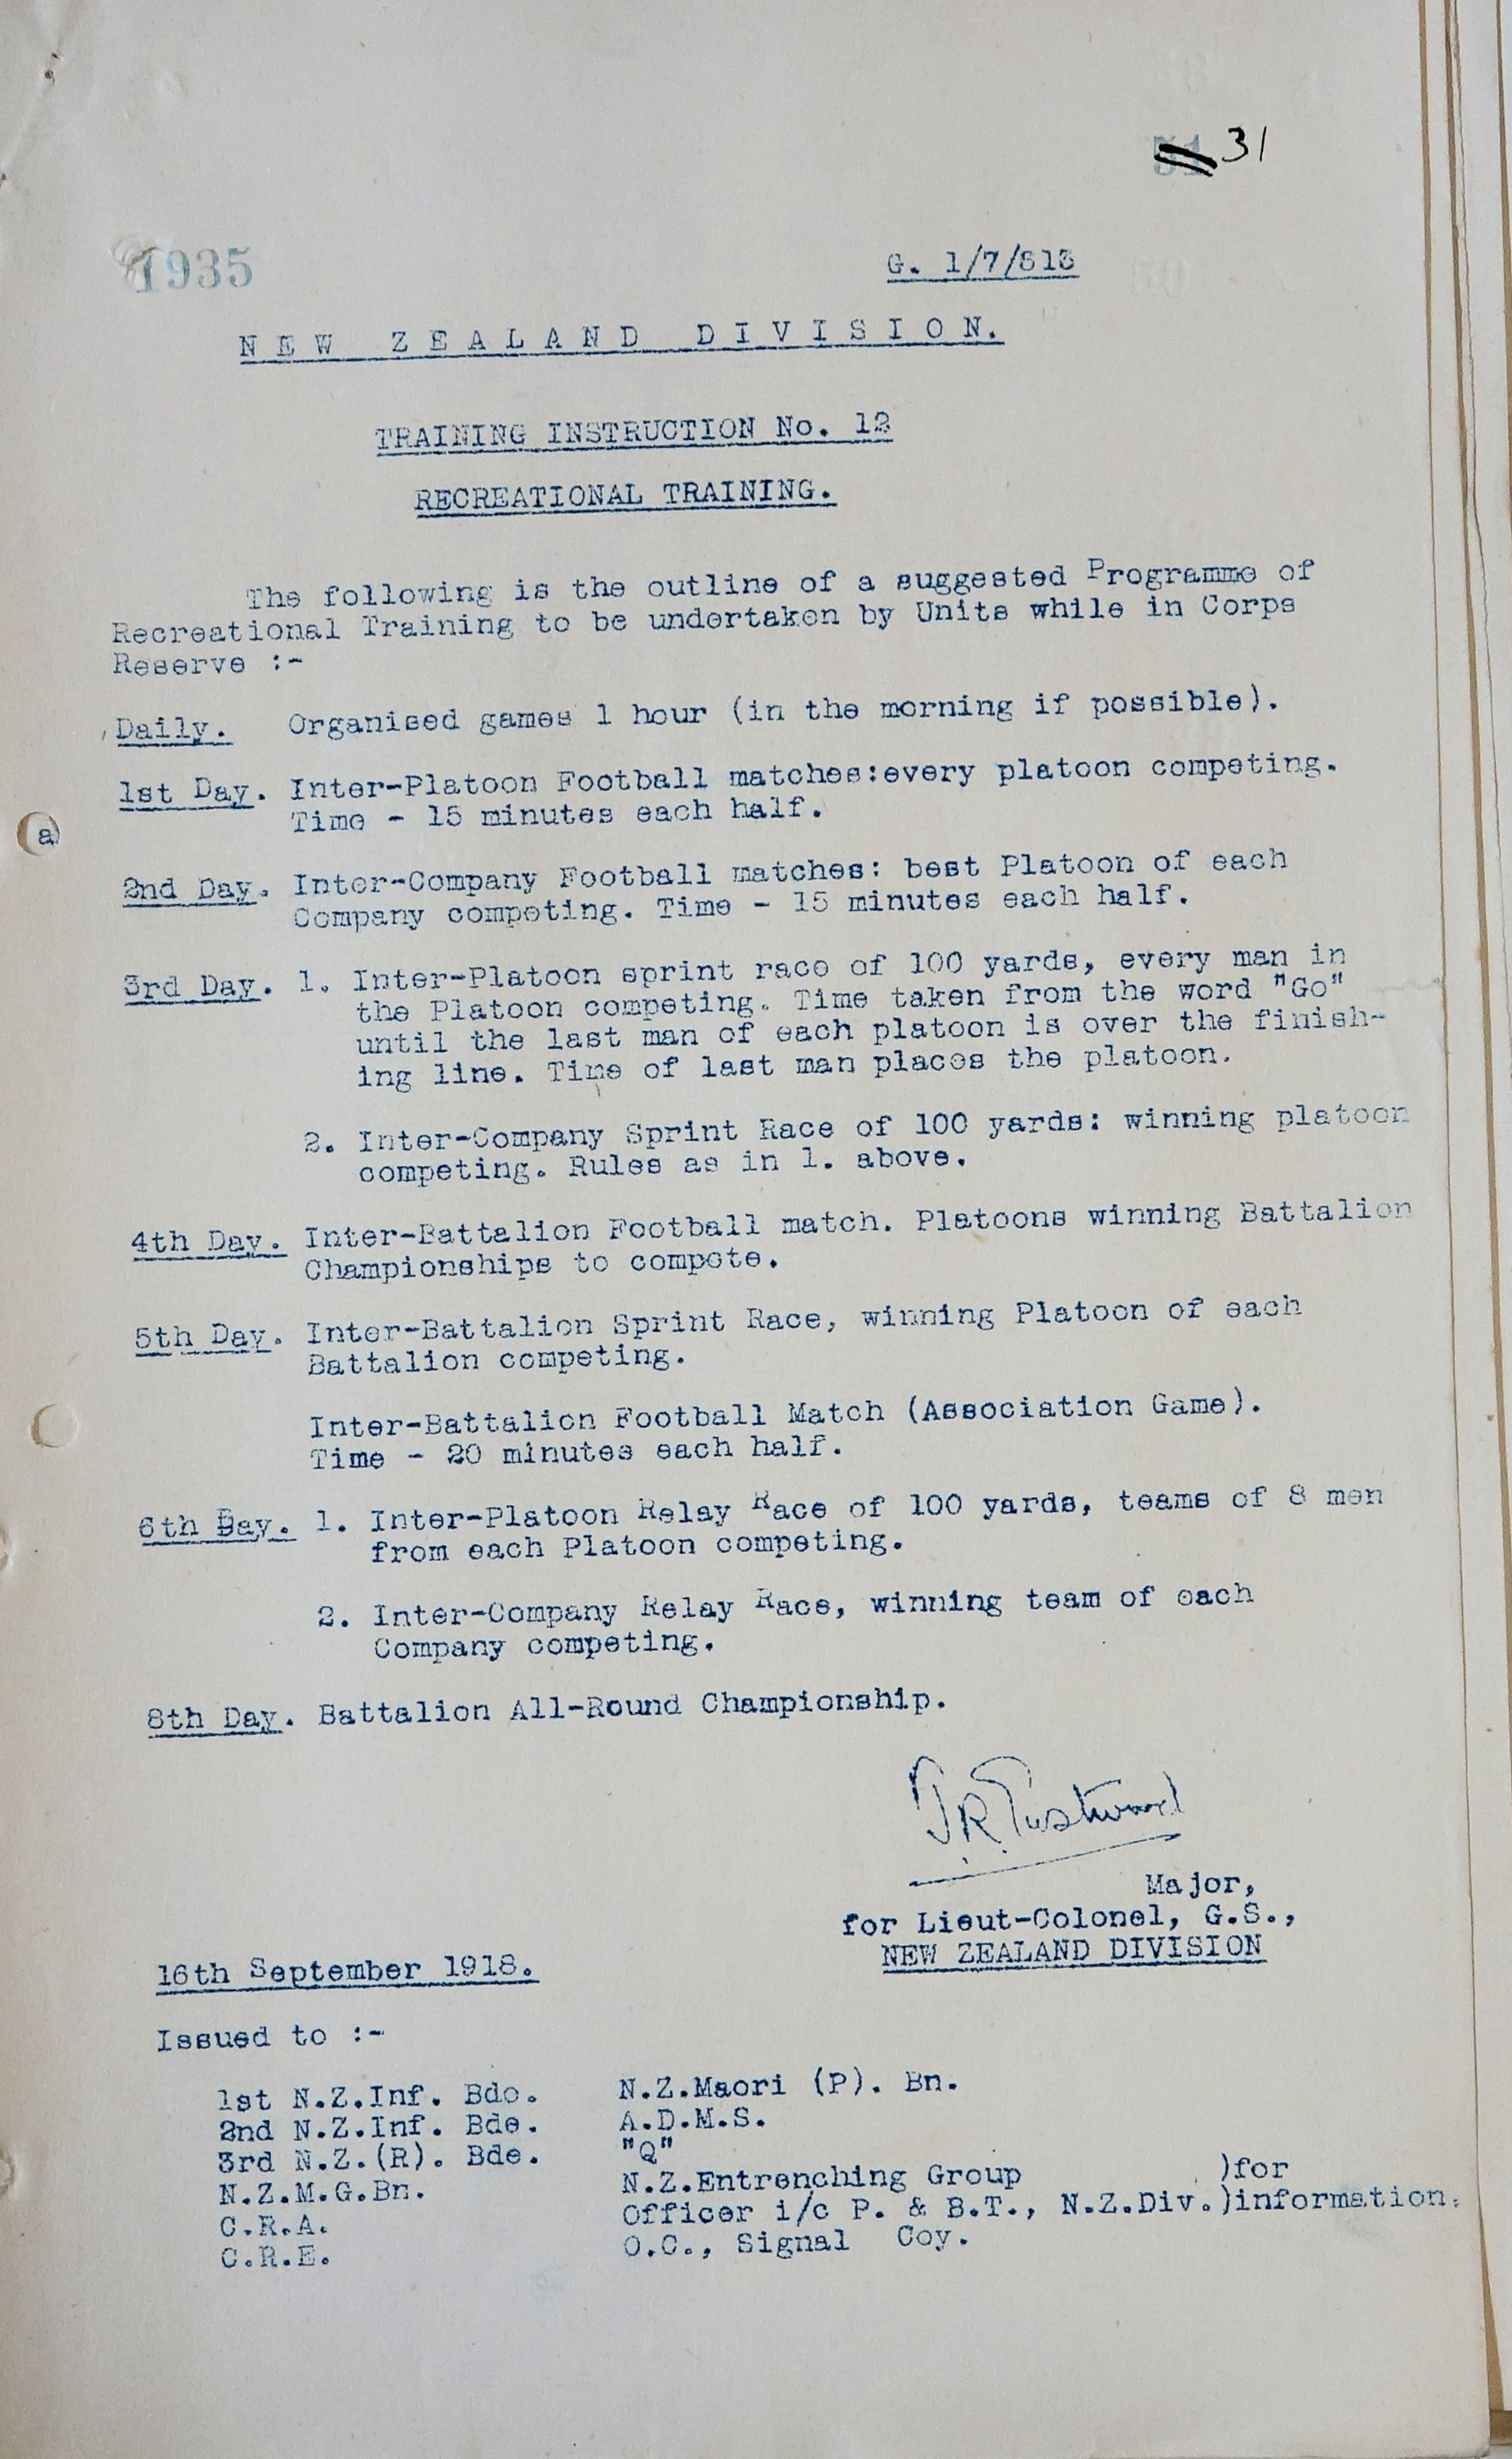 31
1935
G. 1/7/818
NEW ZEALAND DIVISION.
TRAINING INSTRUCTION No. 12
RECREATIONAL TRAINING.
The following is the outline of a suggested Programme of
Recreational Training to be undertaken by Units while in Corps
Reserve :-
Daily. Organised games 1 hour (in the morning if possible).
1st Day. Inter-Platoon Football matches:every platoon competing.
Time - 15 minutes each half.
2nd Day. Inter-Company Football matches: best Platoon of each
Company competing. Time - 15 minutes each half.
3rd Day. 1. Inter-Platoon sprint race of 100 yards, every man in
the Platoon competing. Time taken from the word "Go"
until the last man of each platoon is over the finish-
ing line. Time of last man places the platoon.
2. Inter-Company Sprint Race of 100 yards: winning platoon
competing. Rules as in 1. above.
4th Day. Inter-Battalion Football match. Platoons winning Battalion
Championships to compete.
5th Day. Inter-Battalion Sprint Race, winning Platoon of each
Battalion competing.
Inter-Battalion Football Match (Association Game).
Time - 20 minutes each half.
6th Day. 1. Inter-Platoon Relay Race of 100 yards, teams of 8 men
from each Platoon competing.
2. Inter-Company Relay Race, winning team of each
Company competing.
8th Day. Battalion All-Round Championship.
Major,
for Lieut-Colonel, G.S.,
NEW ZEALAND DIVISION
16th September 1918.
Issued to :-
1st N.Z.Inf. Bde. N.Z.Maori (P). Bn.
2nd N.Z.Inf. Bde. A.D.M.S.
3rd N.Z.(R). Bde. "Q"
N.Z.M.G.Bn. N.Z.Entrenching Group )for
C.R.A. Officer i/c P. & B.T., N.Z.Div.)information.
C.R.E. O.C., Signal Coy.